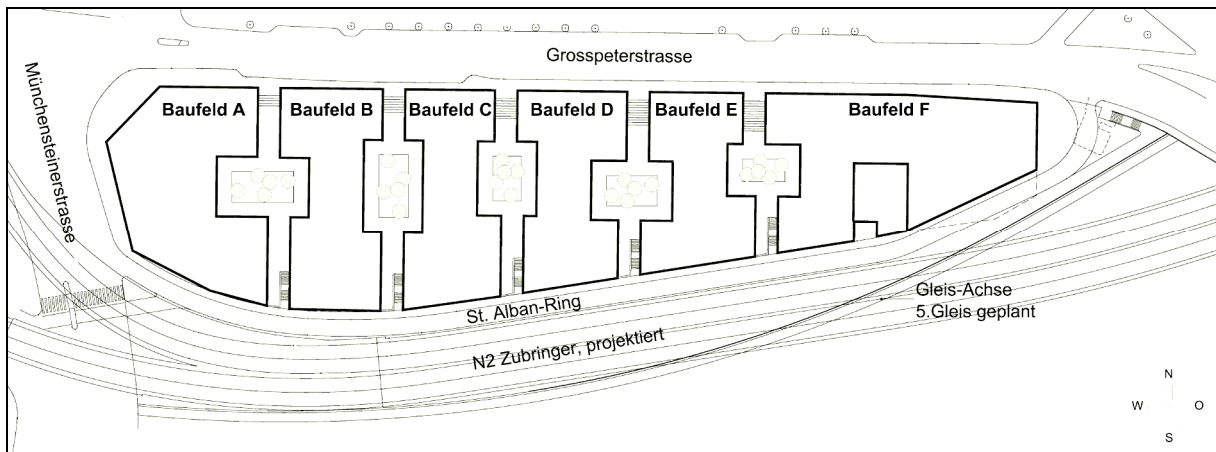 Grosspeterstrasse
Münchensteinerstrasse
Baufeld A
Baufeld B
Baufeld C
Baufeld D
Baufeld E
Baufeld F
St. Alban-Ring
Gleis-Achse
5.Gleis geplant
N2 Zubringer, projektiert
N
W
O
S